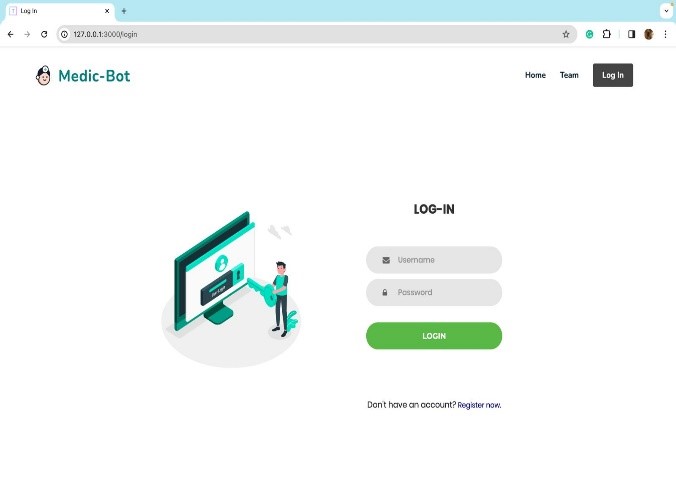 Log In
127.0.0.1:3000/login
Medic-Bot
Home
Team
Log In
LOG-IN
Username
Password
LOGIN
Don't have an account? Register now.